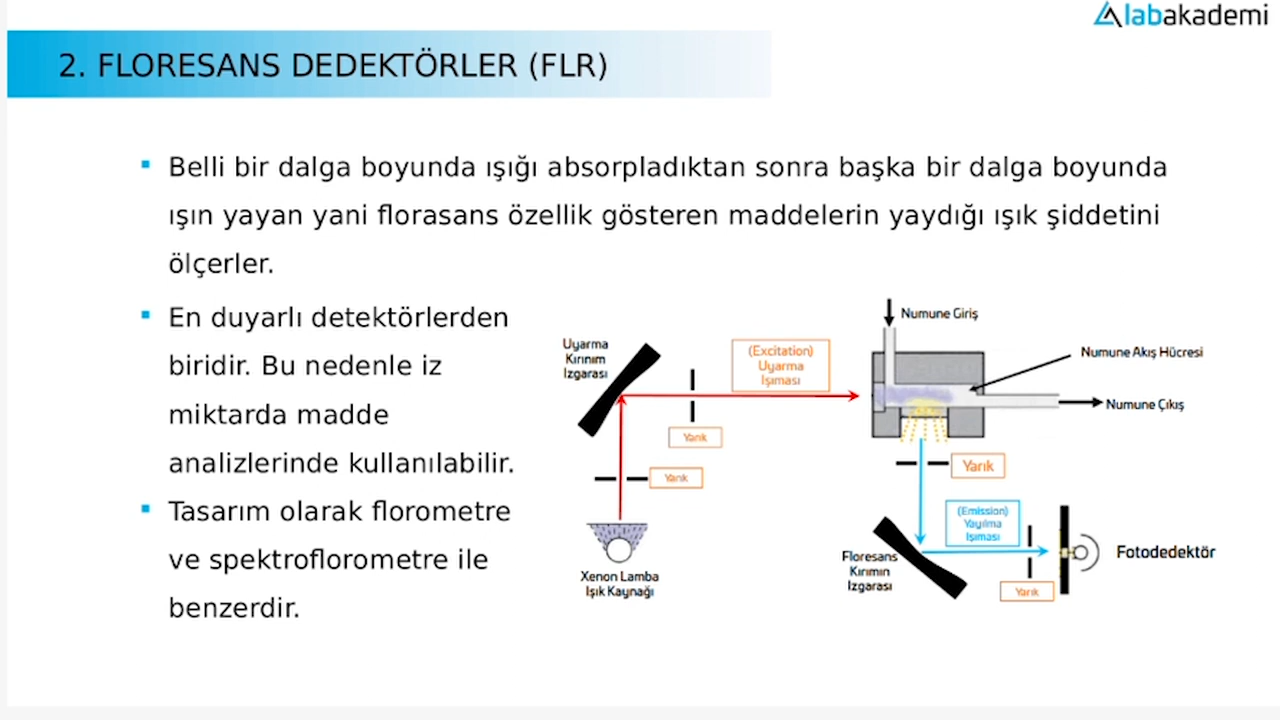 labakademi
2. FLORESANS DEDEKTÖRLER (FLR)
Belli bir dalga boyunda ışığı absorpladıktan sonra başka bir dalga boyunda
ışın yayan yani florasans özellik gösteren maddelerin yaydığı ışık şiddetini
ölçerler.
En duyarlı detektörlerden
biridir. Bu nedenle iz
miktarda madde
analizlerinde kullanılabilir.
Tasarım olarak florometre
ve spektroflorometre ile
benzerdir.
Numune Giriş
Uyarma
Kırınım
Izgarası
(Excitation)
Uyarma
Işıması
Numune Akış Hücresi
Numune Çıkış
Yarık
Yarık
Yarık
(Emission)
Yayılma
Işıması
Floresans
Kırımın
Izgarası
Fotodedektör
Xenon Lamba
Işık Kaynağı
Yarık